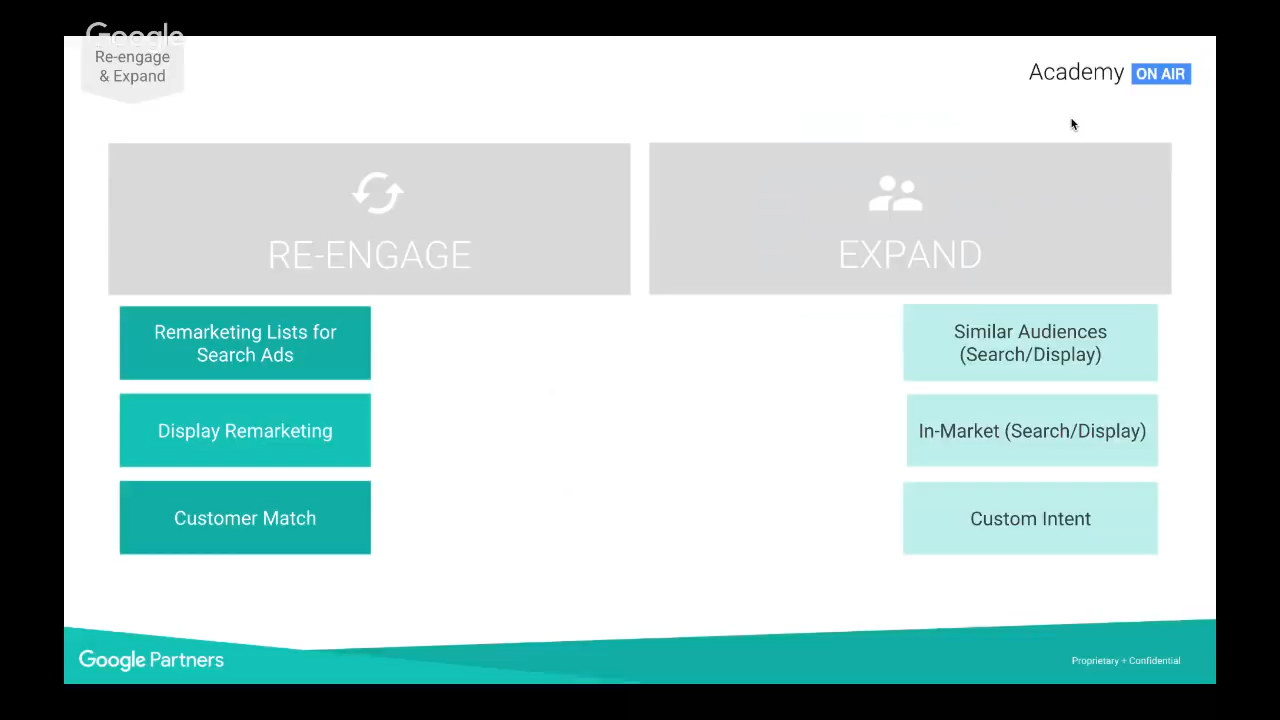 Google
Re-engage
& Expand
Academy ON AIR
RE-ENGAGE
EXPAND
Remarketing Lists for
Search Ads
Display Remarketing
Customer Match
Similar Audiences
(Search/Display)
In-Market (Search/Display)
Custom Intent
Google Partners
Proprietary + Confidential